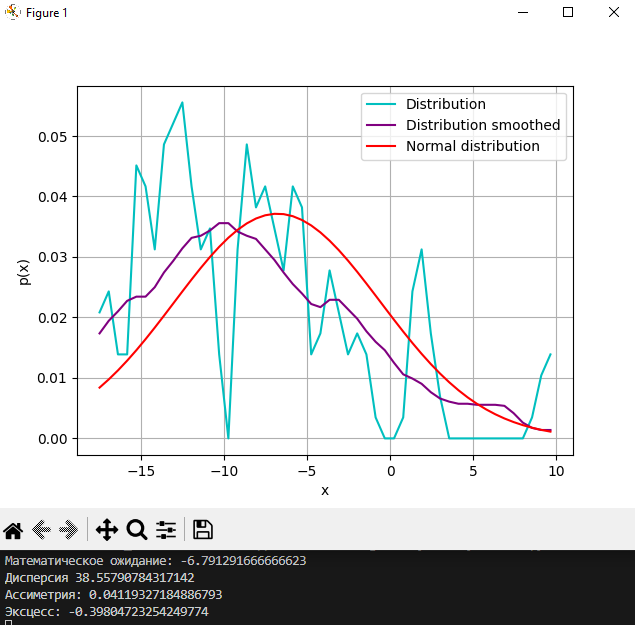 Figure 1
Distribution
Distribution smoothed
Normal distribution
0.05
0.04
0.03
0.02
0.01
0.00
p(x)
−15
−10
−5
0
5
10
x
Математическое ожидание: -6.791291666666623
Дисперсия 38.55790784317142
Ассиметрия: 0.04119327184886793
Эксцесс: -0.39804723254249774